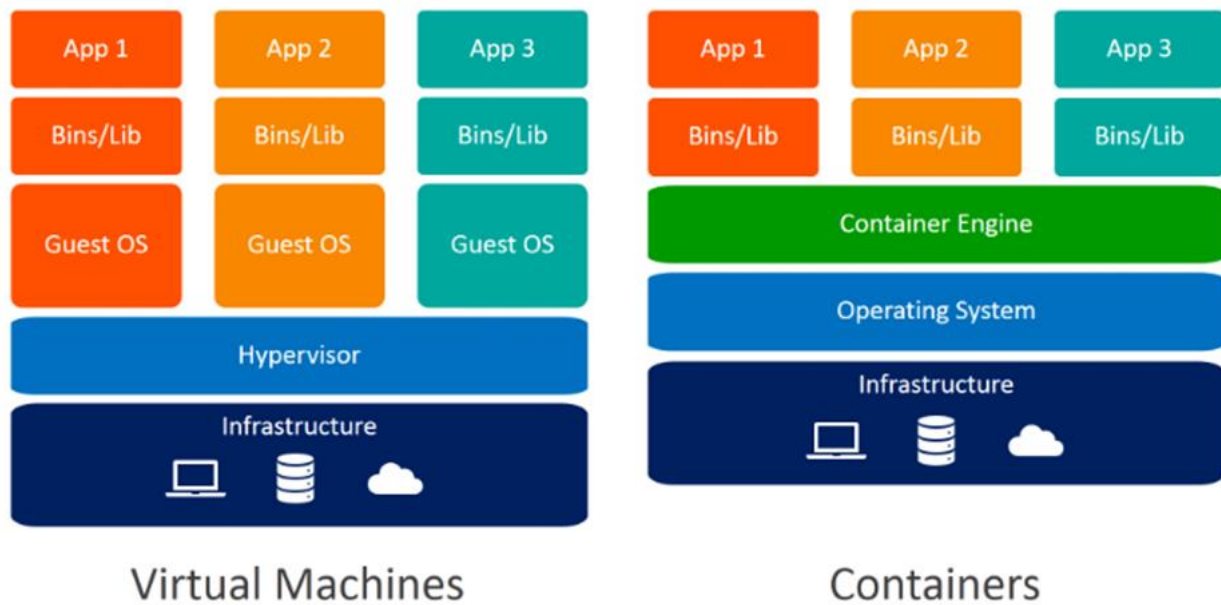 App 1
App 2
App 3
Bins/Lib
Bins/Lib
Bins/Lib
Guest OS
Guest OS
Guest OS
Hypervisor
Infrastructure
Virtual Machines
App 1
App 2
App 3
Bins/Lib
Bins/Lib
Bins/Lib
Container Engine
Operating System
Infrastructure
Containers